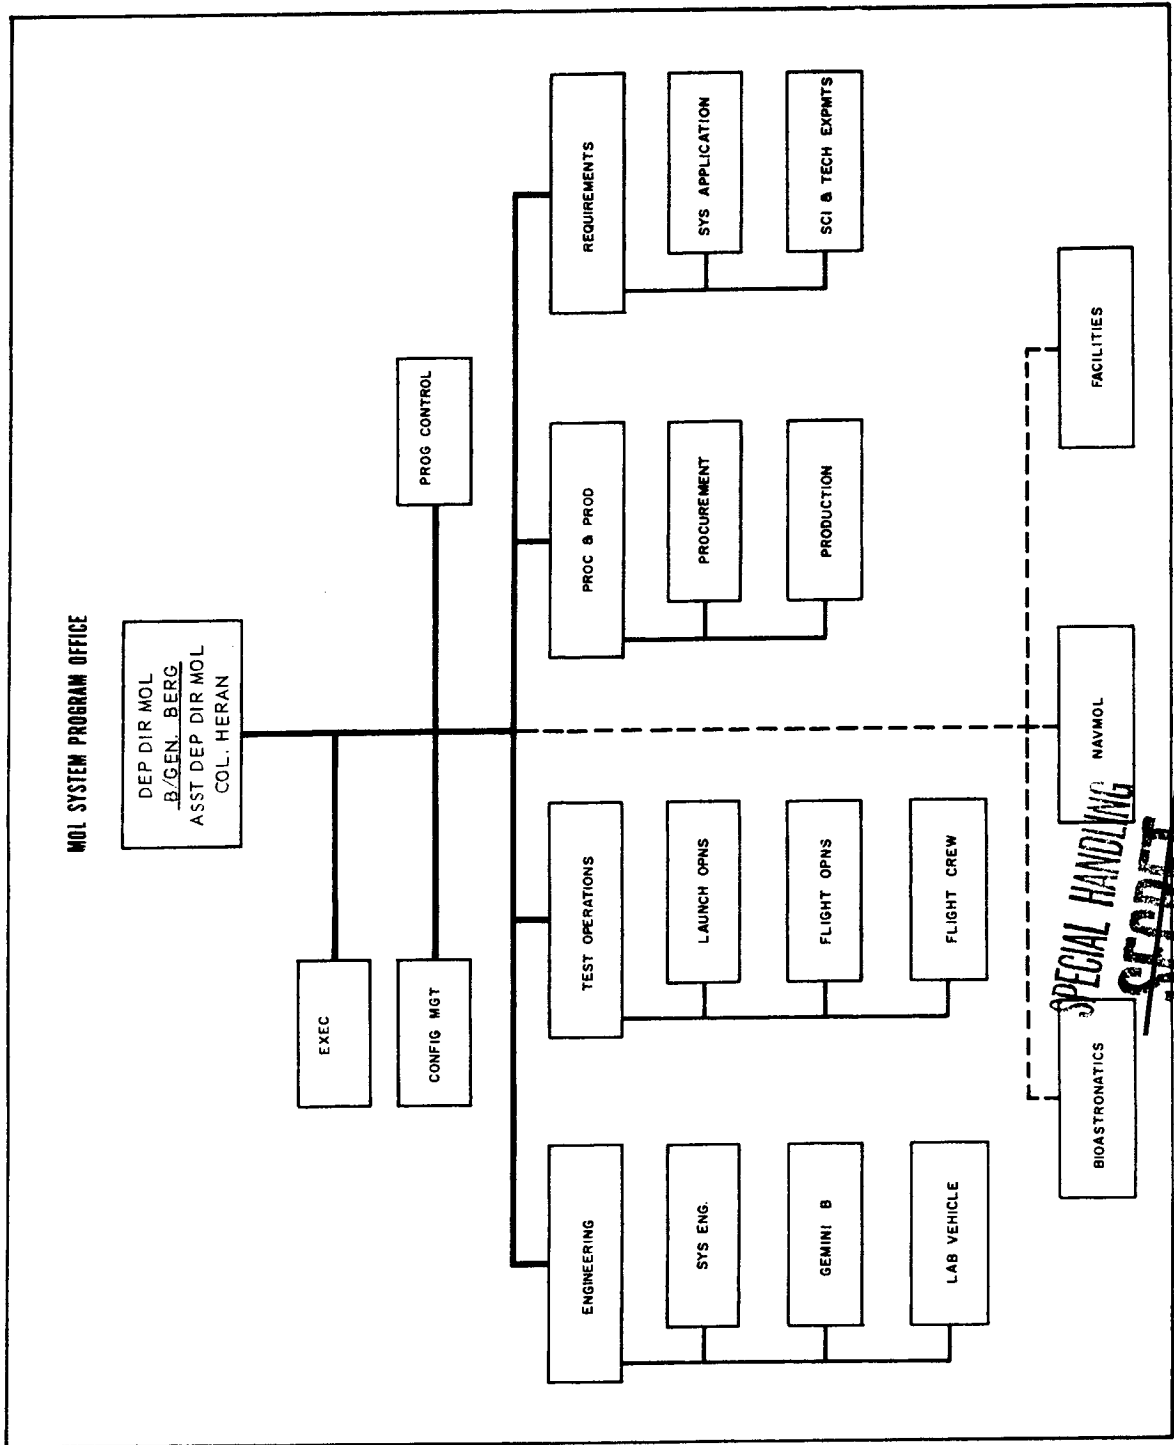 MOL SYSTEM PROGRAM OFFICE
DEP DIR MOL
B/GEN. BERG
ASST DEP DIR MOL
COL. HERAN
EXEC
CONFIG MGT
PROG CONTROL
ENGINEERING
SYS ENG.
GEMINI B
LAB VEHICLE
TEST OPERATIONS
LAUNCH OPNS
FLIGHT OPNS
FLIGHT CREW
PROC & PROD
PROCUREMENT
PRODUCTION
REQUIREMENTS
SYS APPLICATION
SCI & TECH EXPMTS
BIOASTRONATICS
NAVMOL
FACILITIES
SPECIAL HANDLING
SECRET